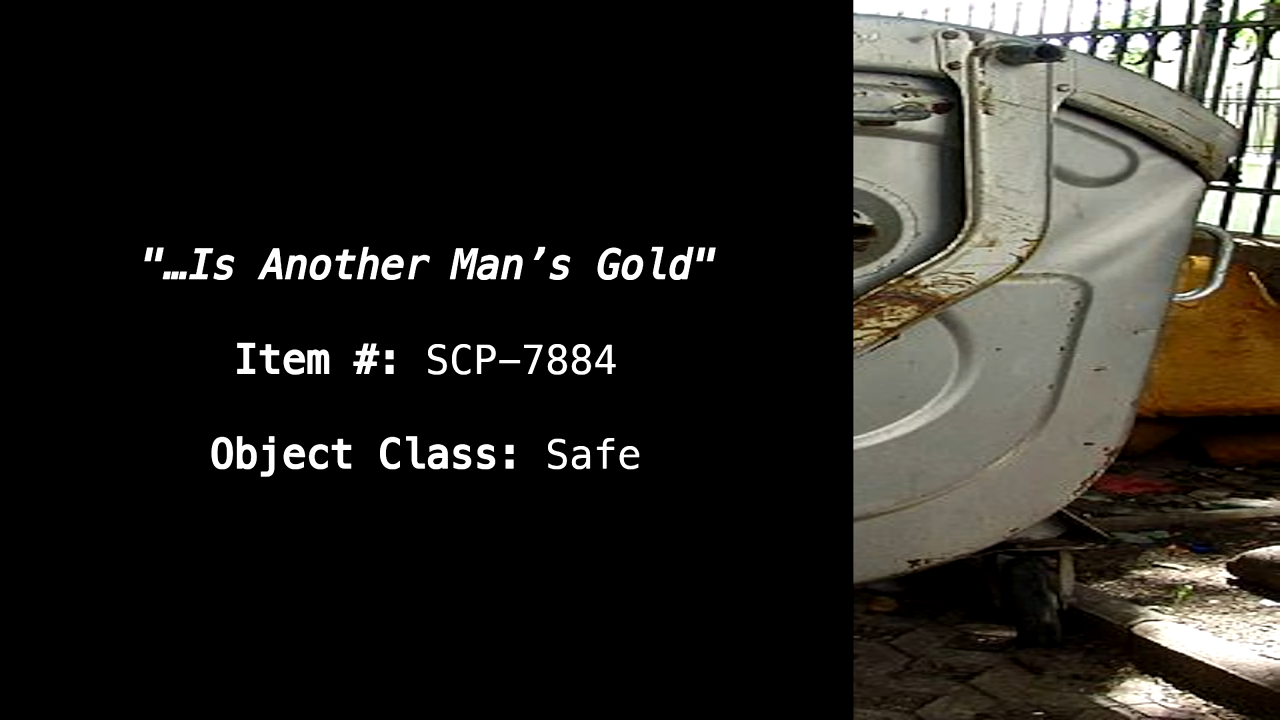 "…Is Another Man’s Gold"
Item #: SCP-7884
Object Class: Safe